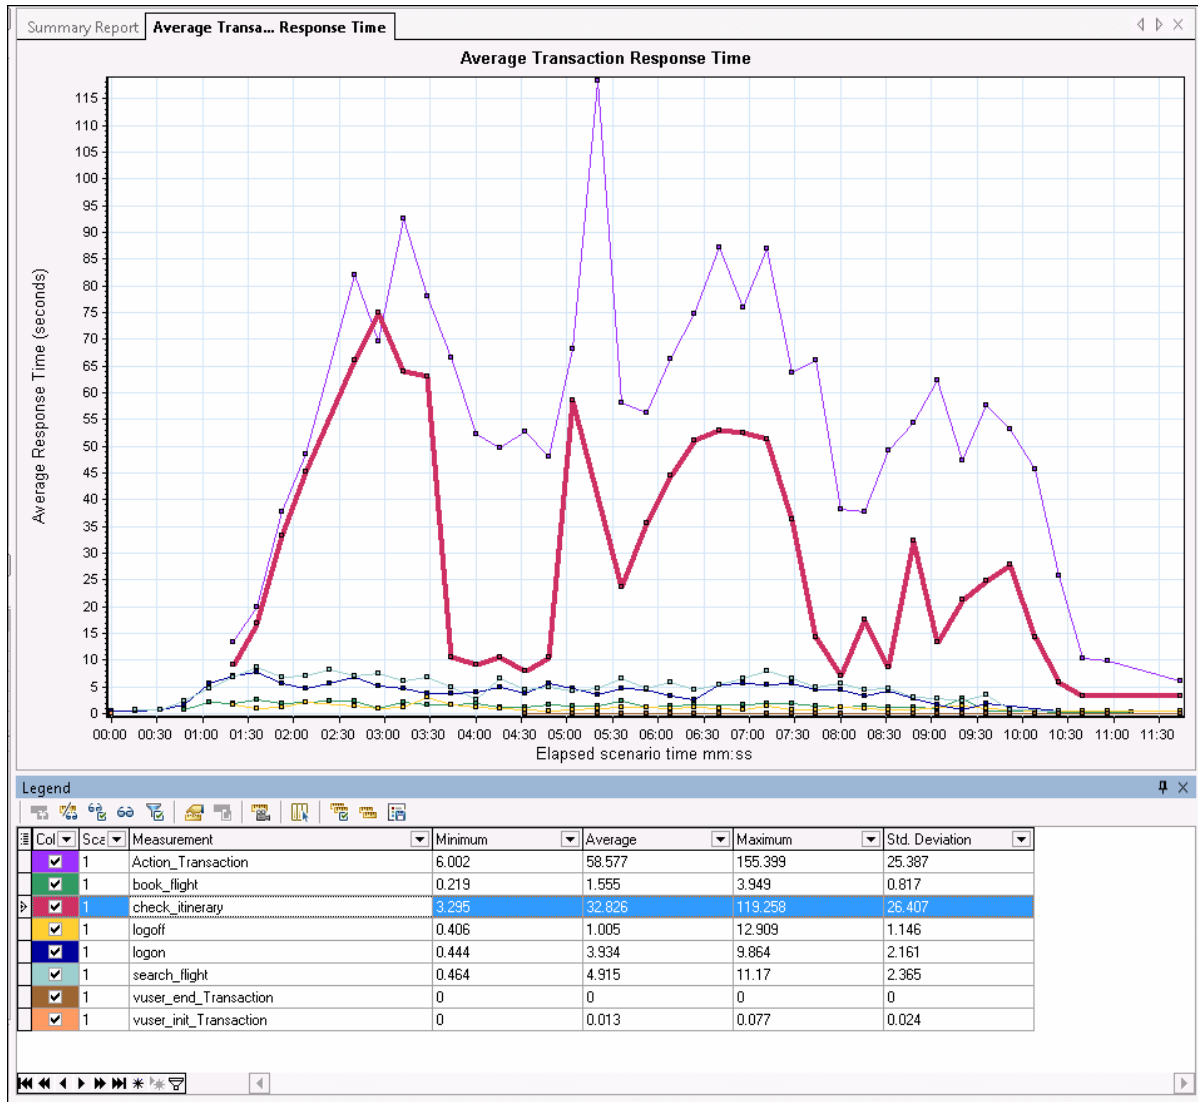 Summary Report Average Transa... Response Time
Average Transaction Response Time
Average Response Time (seconds)
115
110
105
100
95
90
85
80
75
70
65
60
55
50
45
40
35
30
25
20
15
10
5
0
00:00 00:30 01:00 01:30 02:00 02:30 03:00 03:30 04:00 04:30 05:00 05:30 06:00 06:30 07:00 07:30 08:00 08:30 09:00 09:30 10:00 10:30 11:00 11:30
Elapsed scenario time mm:ss
Legend
Col Sca Measurement Minimum Average Maximum Std. Deviation
1 Action_Transaction 6.002 58.577 155.399 25.387
1 book_flight 0.219 1.555 3.949 0.817
1 check_itinerary 3.295 32.826 119.258 26.407
1 logoff 0.406 1.005 12.909 1.146
1 logon 0.444 3.934 9.864 2.161
1 search_flight 0.464 4.915 11.17 2.365
1 vuser_end_Transaction 0 0 0 0
1 vuser_init_Transaction 0 0.013 0.077 0.024